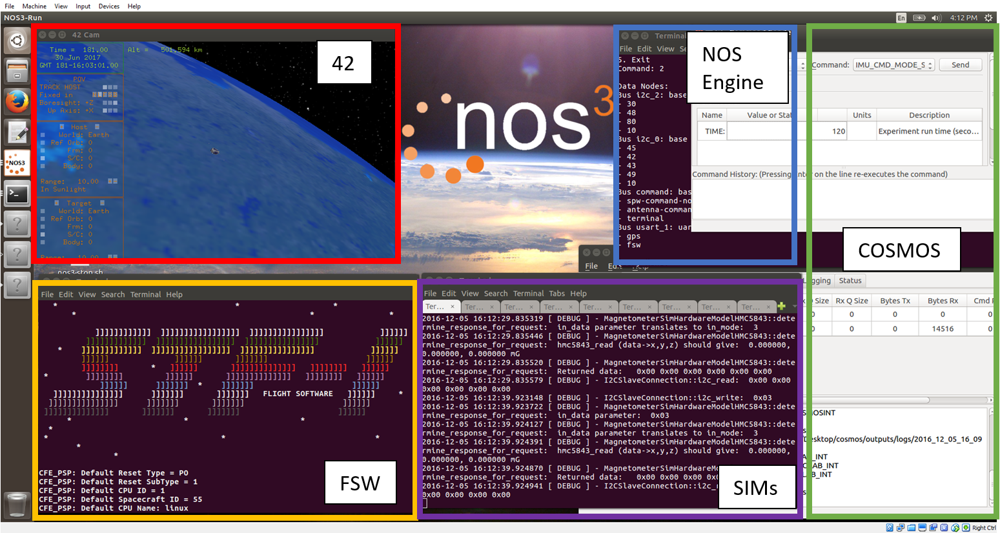 File Machine View Input Devices Help
NOS3-Run
En 4:12 PM
42 Cam
Time = 181.00 Alt = 501.594 km
30 Jun 2017
GMT 181-16:03:01.00
POV
TRACK HOST
Fixed in
Boresight: +Z
Up Axis: +X
Host
World: Earth
Ref Orb: 0
Frm: 0
S/C: 0
Body: 0
Range: 10.00
In Sunlight
Target
World: Earth
Ref Orb: 0
Frm: 0
S/C: 0
Body: 0
Range: 10.00
42
NOS3
nos3-stop.sh
nos3
Terminal
File Edit View Se
5. Exit
Command: 2
Data Nodes:
Bus i2c_2: base
- 30
- 48
- 80
- 10
Bus i2c_0: base
- 45
- 42
- 43
- 49
- 10
Bus command: bas
- spw-command-no
- antenna-comman
- terminal
Bus usart_1: uar
- gps
- fsw
NOS
Engine
Command: IMU_CMD_MODE_S Send
Name Value or Stat Units Description
TIME: 120 Experiment run time (seco...
Command History: (Pressing Enter on the line re-executes the command)
COSMOS
File Edit Help
Logging Status
x Q Size Rx Q Size Bytes Tx Bytes Rx Cmd P
0 0 0 0 0
0 0 0 14516 0
SMOSINT
s
/Desktop/cosmos/outputs/logs/2016_12_05_16_09
AB_INT
OLAB_INT
LAB_INT
s
File Edit View Search Terminal Help
FLIGHT SOFTWARE
CFE_PSP: Default Reset Type = PO
CFE_PSP: Default Reset SubType = 1
CFE_PSP: Default CPU ID = 1
CFE_PSP: Default Spacecraft ID = 55
CFE_PSP: Default CPU Name: linux
FSW
File Edit View Search Terminal Tabs Help
Ter... × Ter... × Ter... × Ter... × Ter... × Ter... × Ter... × Ter... × Ter... ×
2016-12-05 16:12:29.835319 [ DEBUG ] - MagnetometerSimHardwareModelHMC5843::dete
rmine_response_for_request: in_data parameter translates to in_mode: 3
2016-12-05 16:12:29.835446 [ DEBUG ] - MagnetometerSimHardwareModelHMC5843::dete
rmine_response_for_request: hmc5843_read (data->x,y,z) should give: 0.000000,
0.000000, 0.000000 mG
2016-12-05 16:12:29.835520 [ DEBUG ] - MagnetometerSimHardwareModelHMC5843::dete
rmine_response_for_request: Returned data: 0x00 0x00 0x00 0x00 0x00 0x00
2016-12-05 16:12:29.835579 [ DEBUG ] - I2CSlaveConnection::i2c_read: 0x00 0x00
0x00 0x00 0x00 0x00
2016-12-05 16:12:39.923148 [ DEBUG ] - I2CSlaveConnection::i2c_write: 0x03
2016-12-05 16:12:39.923722 [ DEBUG ] - MagnetometerSimHardwareModelHMC5843::dete
rmine_response_for_request: in_data parameter: 0x03
2016-12-05 16:12:39.924127 [ DEBUG ] - MagnetometerSimHardwareModelHMC5843::dete
rmine_response_for_request: in_data parameter translates to in_mode: 3
2016-12-05 16:12:39.924391 [ DEBUG ] - MagnetometerSimHardwareModelHMC5843::dete
rmine_response_for_request: hmc5843_read (data->x,y,z) should give: 0.000000,
0.000000, 0.000000 mG
2016-12-05 16:12:39.924870 [ DEBUG ] - MagnetometerSimHardwareMo
rmine_response_for_request: Returned data: 0x00 0x00 0x00 0
2016-12-05 16:12:39.924941 [ DEBUG ] - I2CSlaveConnection::i2c_r
0x00 0x00 0x00 0x00
SIMs
Right Ctrl